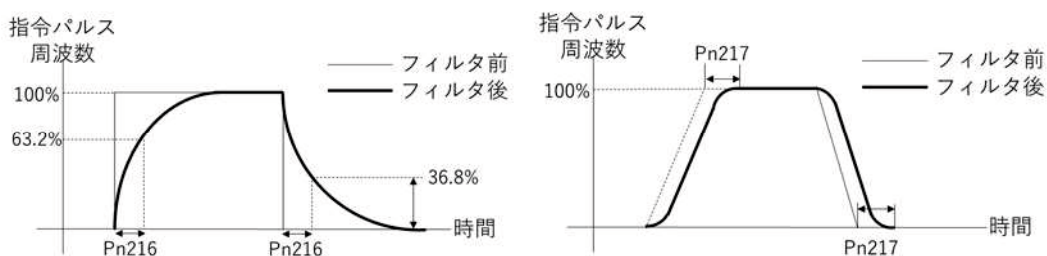 指令パルス
周波数
フィルタ前
フィルタ後
100%
63.2%
36.8%
時間
Pn216
Pn216
指令パルス
周波数
Pn217
フィルタ前
フィルタ後
100%
時間
Pn217